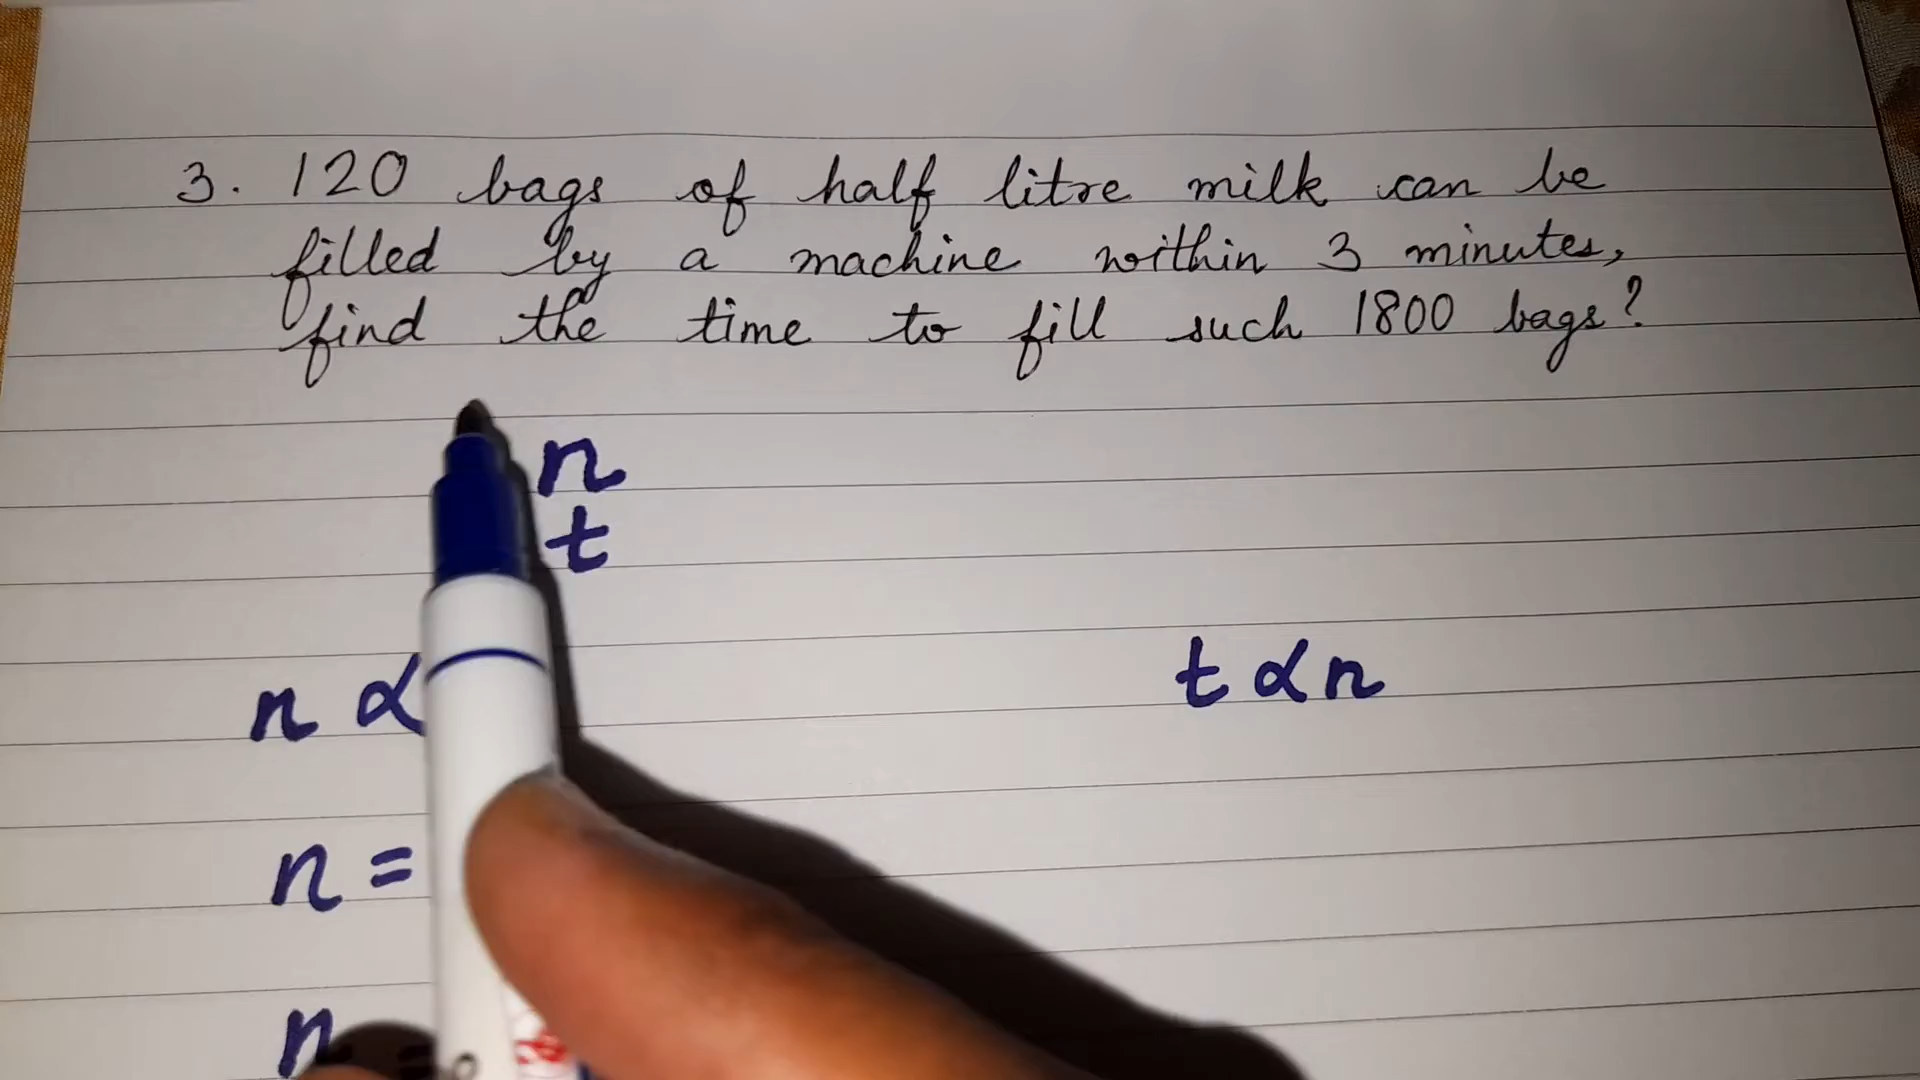 3. 120 bags of half litre milk can be
filled by a machine within 3 minutes,
find the time to fill such 1800 bags?
n
t
n ∝
t ∝ n
n =
n